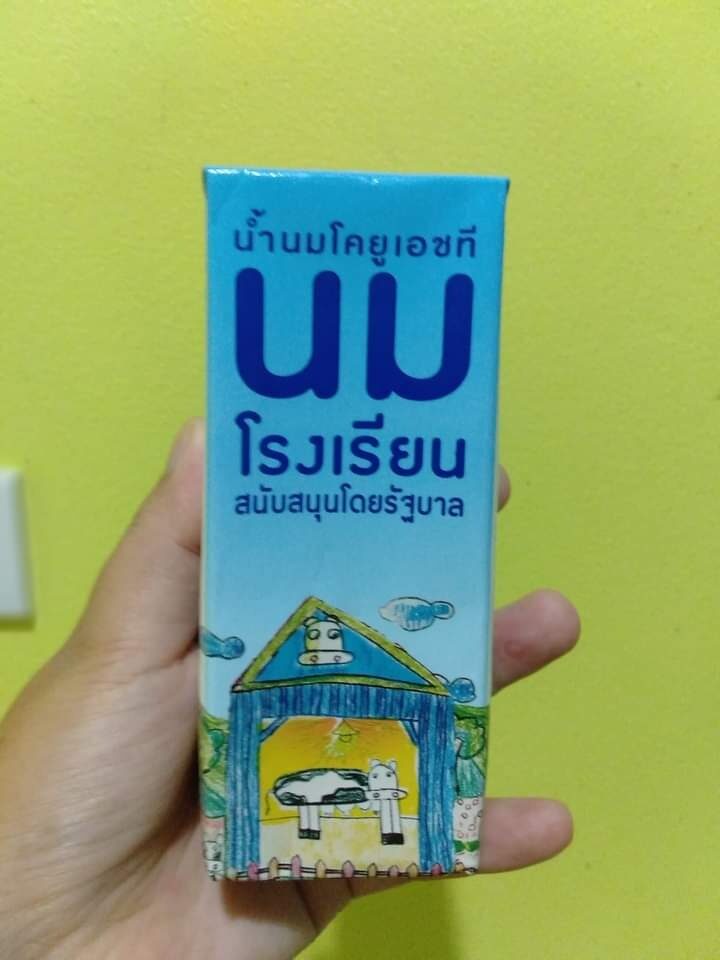 น้ำนมโคยูเอชที
นม
โรงเรียน
สนับสนุนโดยรัฐบาล